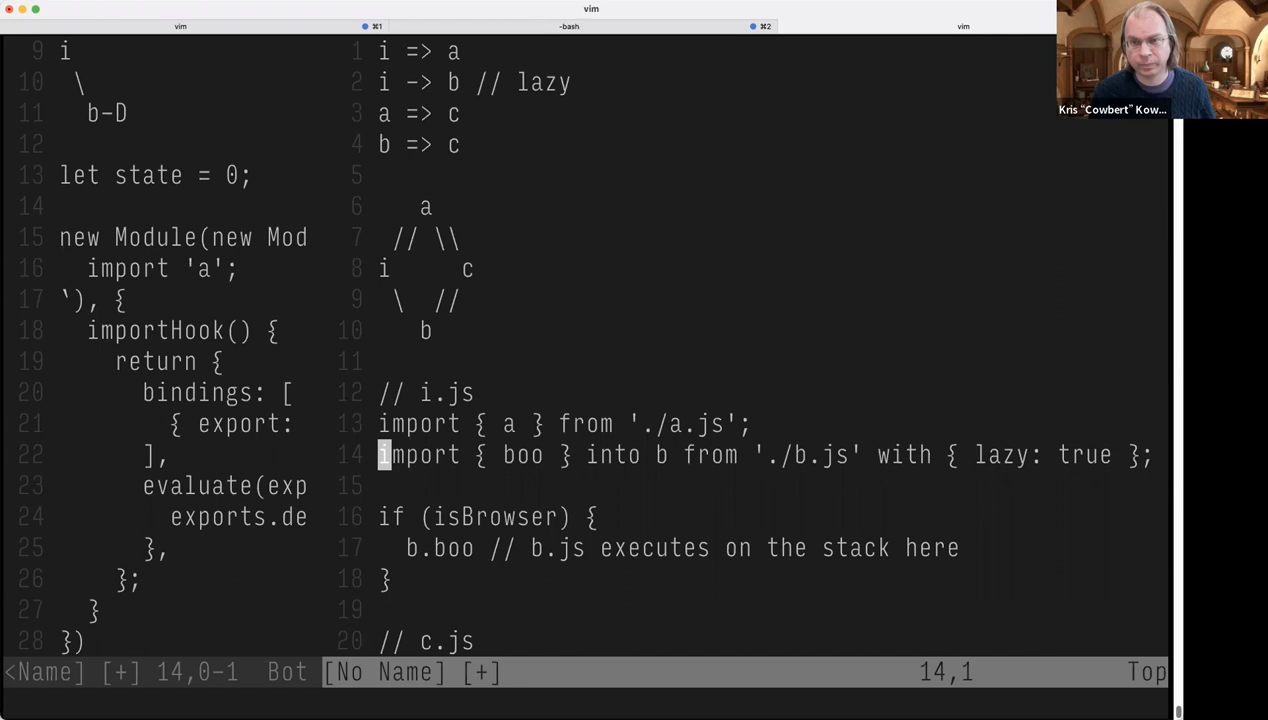 vim
vim ⌘1 -bash ⌘2 vim
9 i
10 \
11 b-D
12
13 let state = 0;
14
15 new Module(new Mod
16 import 'a';
17 `), {
18 importHook() {
19 return {
20 bindings: [
21 { export:
22 ],
23 evaluate(exp
24 exports.de
25 },
26 };
27 }
28 })
<Name] [+] 14,0-1 Bot
1 i => a
2 i -> b // lazy
3 a => c
4 b => c
5
6 a
7 // \\
8 i c
9 \ //
10 b
11
12 // i.js
13 import { a } from './a.js';
14 import { boo } into b from './b.js' with { lazy: true };
15
16 if (isBrowser) {
17 b.boo // b.js executes on the stack here
18 }
19
20 // c.js
[No Name] [+] 14,1 Top
Kris "Cowbert" Kow...